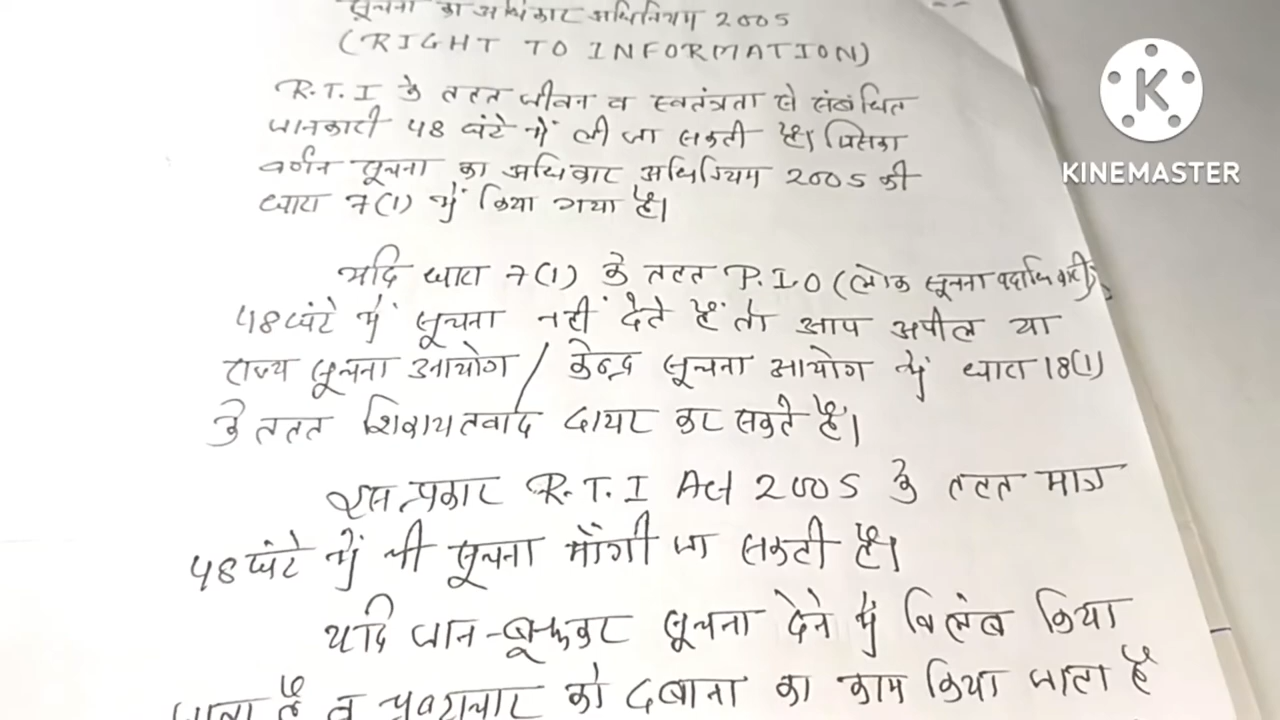 सूचना का अधिकार अधिनियम 2005
(RIGHT TO INFORMATION)
R.T.I के तहत जीवन व स्वतंत्रता से संबंधित
जानकारी 48 घंटे में ली जा सकती है। जिसका
वर्णन सूचना का अधिकार अधिनियम 2005 की
धारा 7(1) में किया गया है।
यदि धारा 7(1) के तहत P.I.O (लोक सूचना पदाधिकारी)
48 घंटे में सूचना नहीं देते हैं तो आप अपील या
राज्य सूचना आयोग / केन्द्र सूचना आयोग में धारा 18(1)
के तहत शिकायतवाद दायर कर सकते हैं।
इस प्रकार R.T.I Act 2005 के तहत मात्र
48 घंटे में भी सूचना माँगी जा सकती है।
यदि जान-बूझकर सूचना देने में विलंब किया
जाता है व भ्रष्टाचार को दबाना का काम किया जाता है
K
KINEMASTER